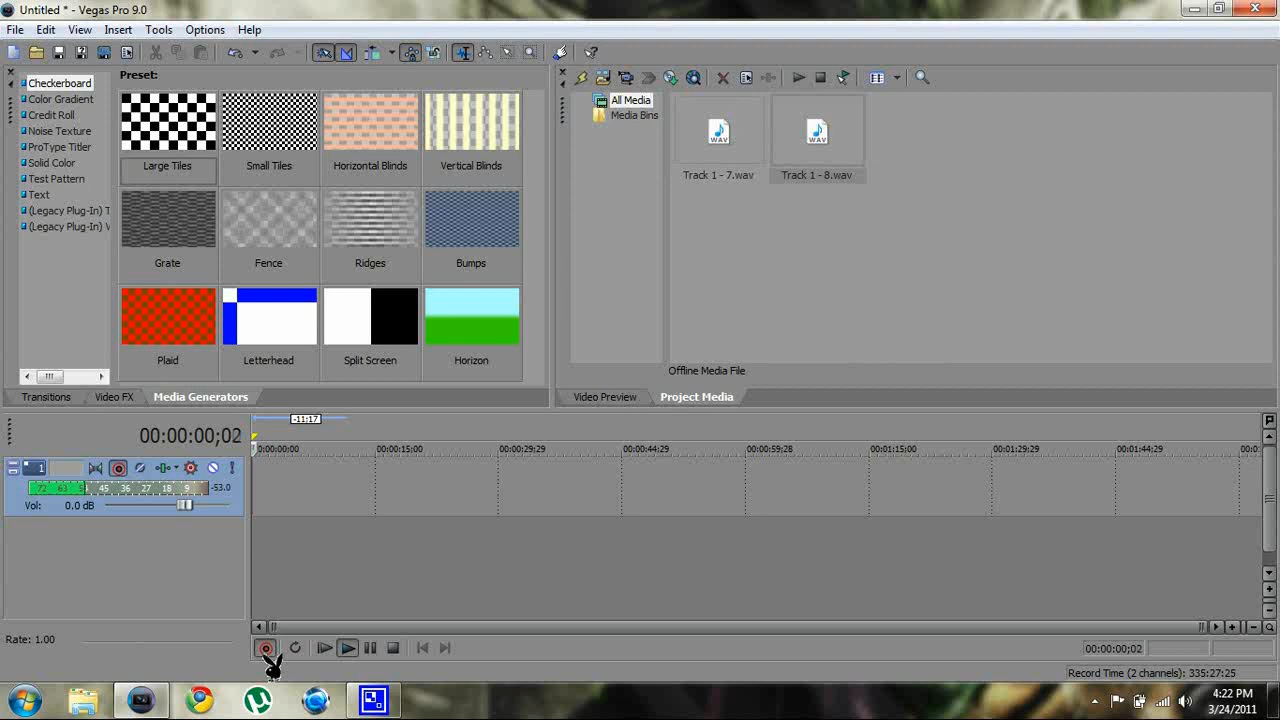 Untitled * - Vegas Pro 9.0
File Edit View Insert Tools Options Help
Preset:
Checkerboard
Color Gradient
Credit Roll
Noise Texture
ProType Titler
Solid Color
Test Pattern
Text
(Legacy Plug-In) T
(Legacy Plug-In) V
Large Tiles
Small Tiles
Horizontal Blinds
Vertical Blinds
Grate
Fence
Ridges
Bumps
Plaid
Letterhead
Split Screen
Horizon
Transitions Video FX Media Generators
All Media
Media Bins
WAV
WAV
Track 1 - 7.wav
Track 1 - 8.wav
Offline Media File
Video Preview Project Media
-11:17
00:00:00;02
0:00:00;00 00:00:15;00 00:00:29;29 00:00:44;29 00:00:59;28 00:01:15;00 00:01:29;29 00:01:44;29 00:0
1
72 63 45 36 27 18 9 -53.0
Vol: 0.0 dB
Rate: 1.00
00:00:00;02
Record Time (2 channels): 335:27:25
4:22 PM
3/24/2011